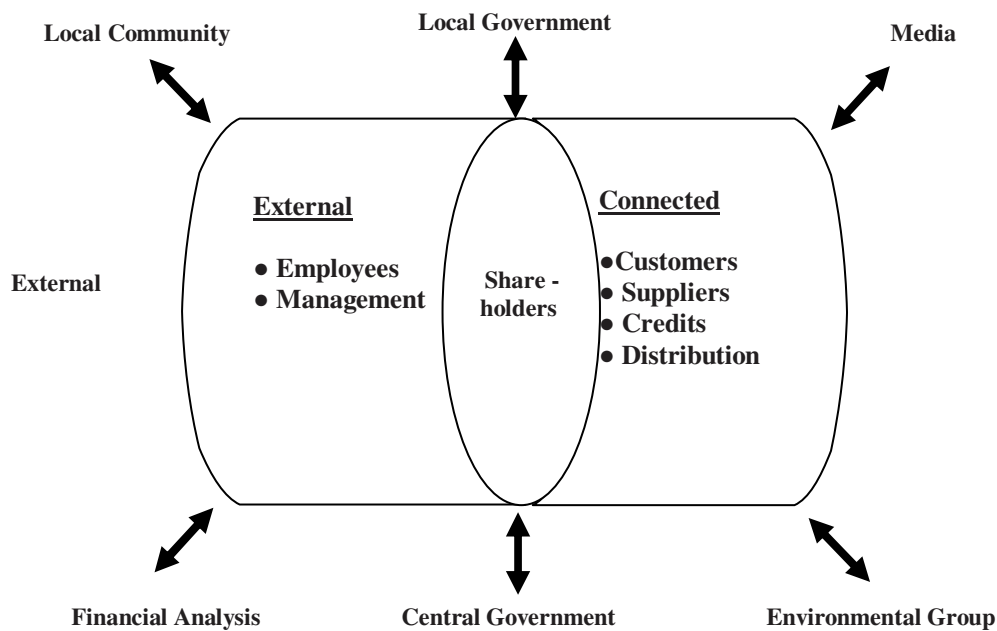 Local Community
Local Government
Media
External
External
● Employees
● Management
Share -
holders
Connected
●Customers
● Suppliers
● Credits
● Distribution
Financial Analysis
Central Government
Environmental Group